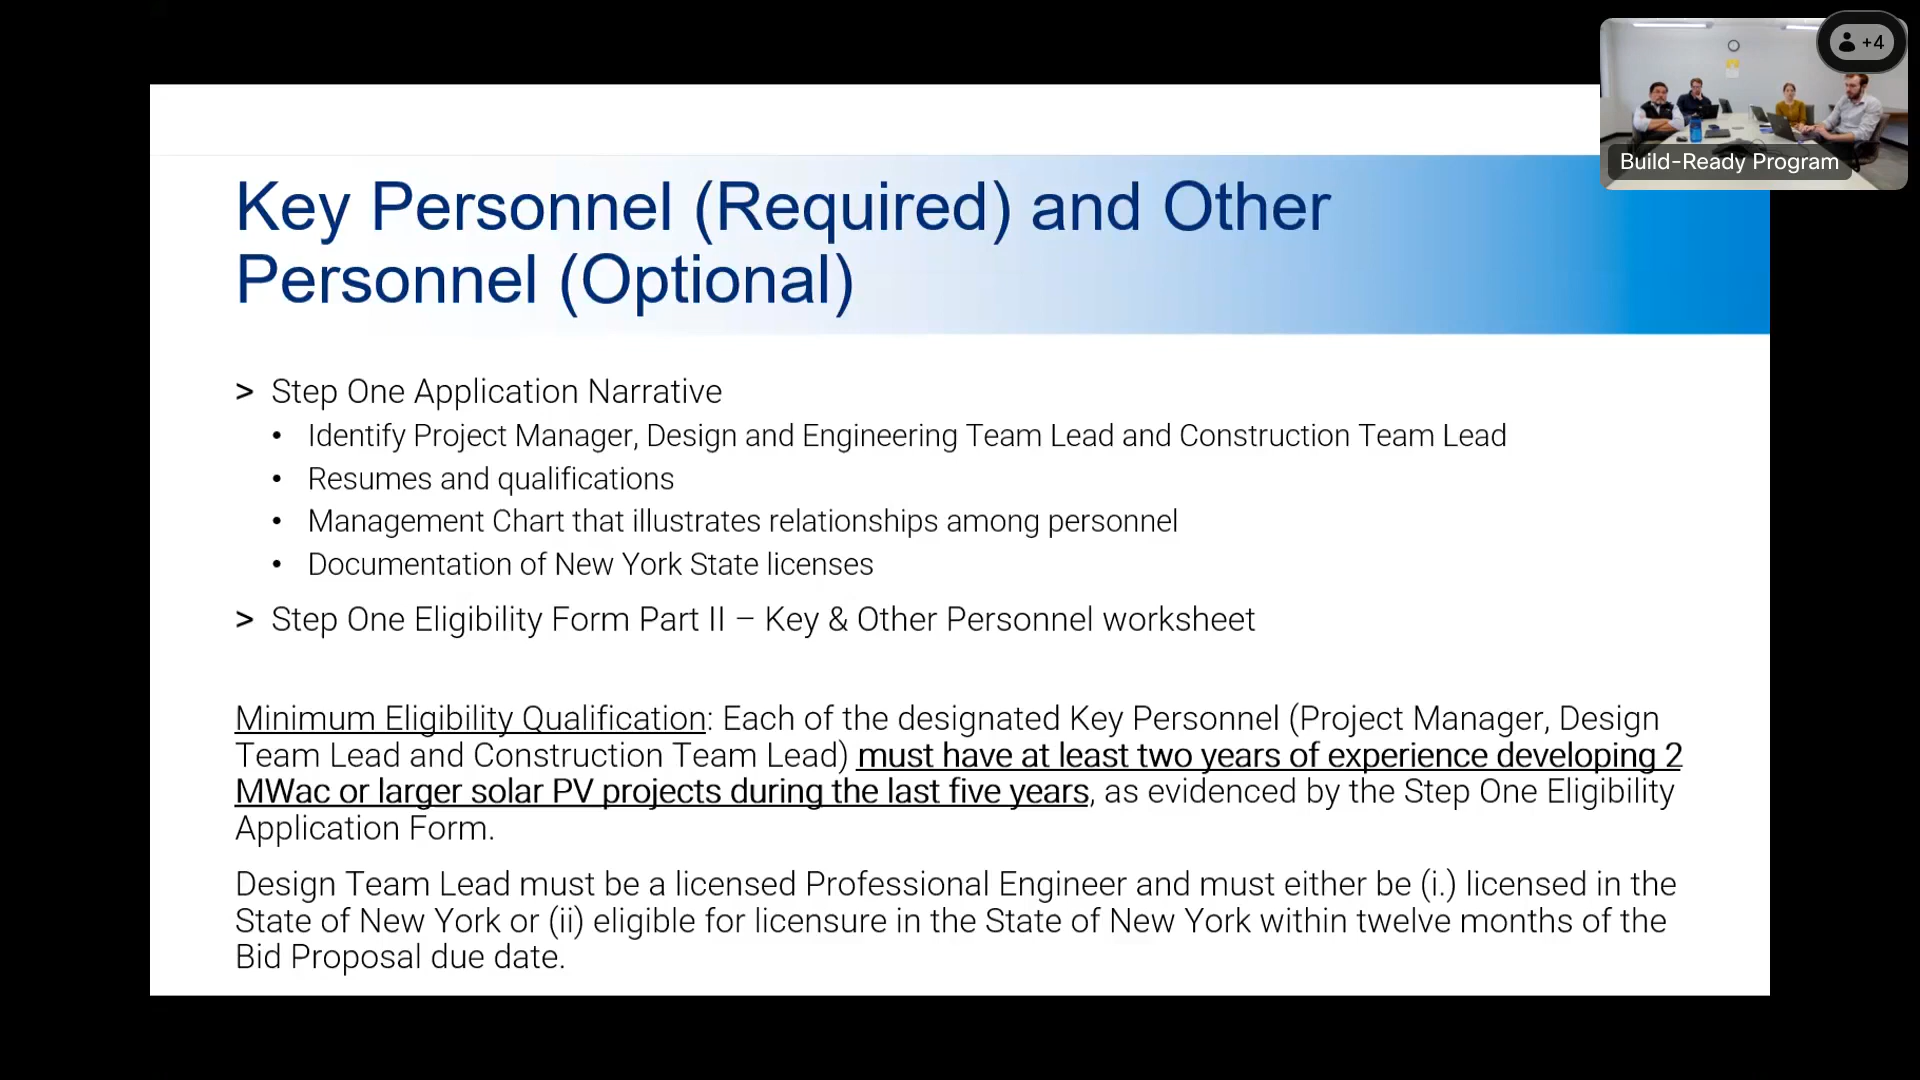 +4
Build-Ready Program
Key Personnel (Required) and Other
Personnel (Optional)
> Step One Application Narrative
• Identify Project Manager, Design and Engineering Team Lead and Construction Team Lead
• Resumes and qualifications
• Management Chart that illustrates relationships among personnel
• Documentation of New York State licenses
> Step One Eligibility Form Part II – Key & Other Personnel worksheet
Minimum Eligibility Qualification: Each of the designated Key Personnel (Project Manager, Design
Team Lead and Construction Team Lead) must have at least two years of experience developing 2
MWac or larger solar PV projects during the last five years, as evidenced by the Step One Eligibility
Application Form.
Design Team Lead must be a licensed Professional Engineer and must either be (i.) licensed in the
State of New York or (ii) eligible for licensure in the State of New York within twelve months of the
Bid Proposal due date.